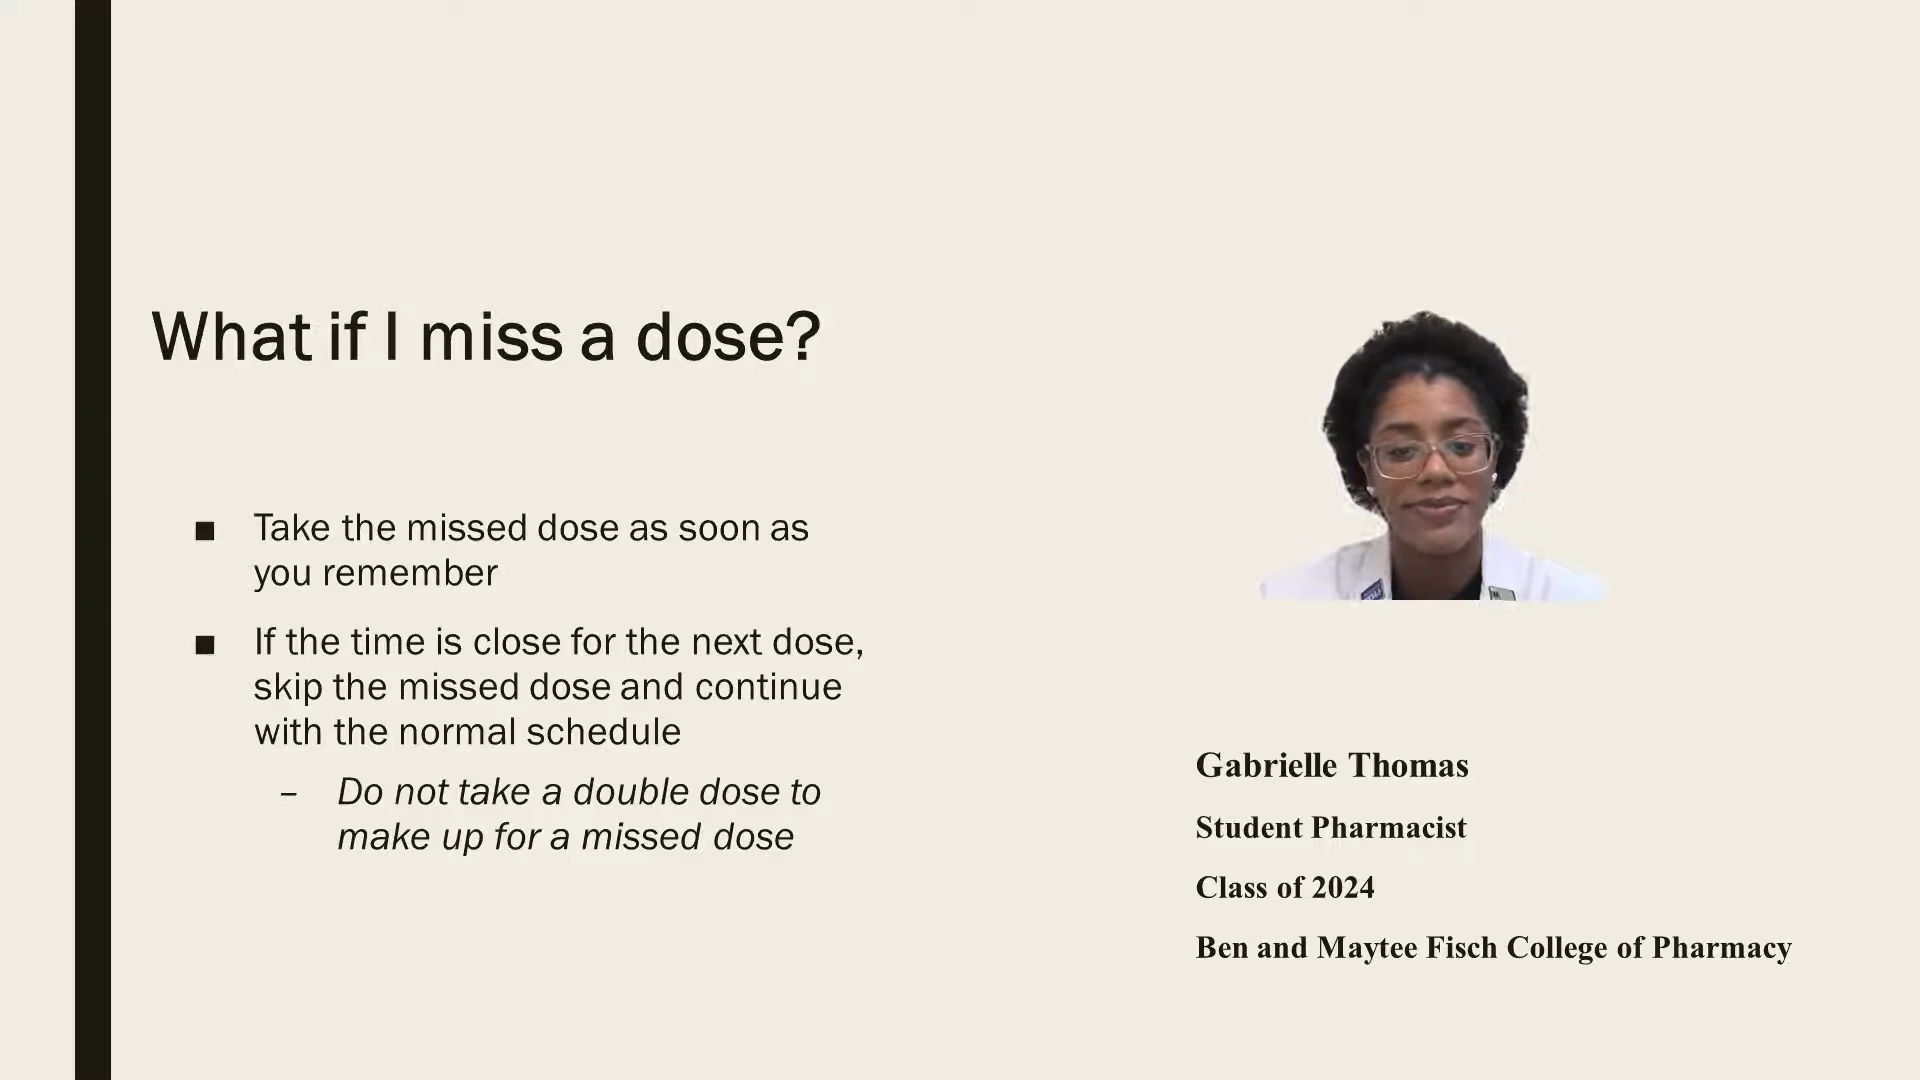 What if I miss a dose?
■ Take the missed dose as soon as
you remember
■ If the time is close for the next dose,
skip the missed dose and continue
with the normal schedule
– Do not take a double dose to
make up for a missed dose
Gabrielle Thomas
Student Pharmacist
Class of 2024
Ben and Maytee Fisch College of Pharmacy